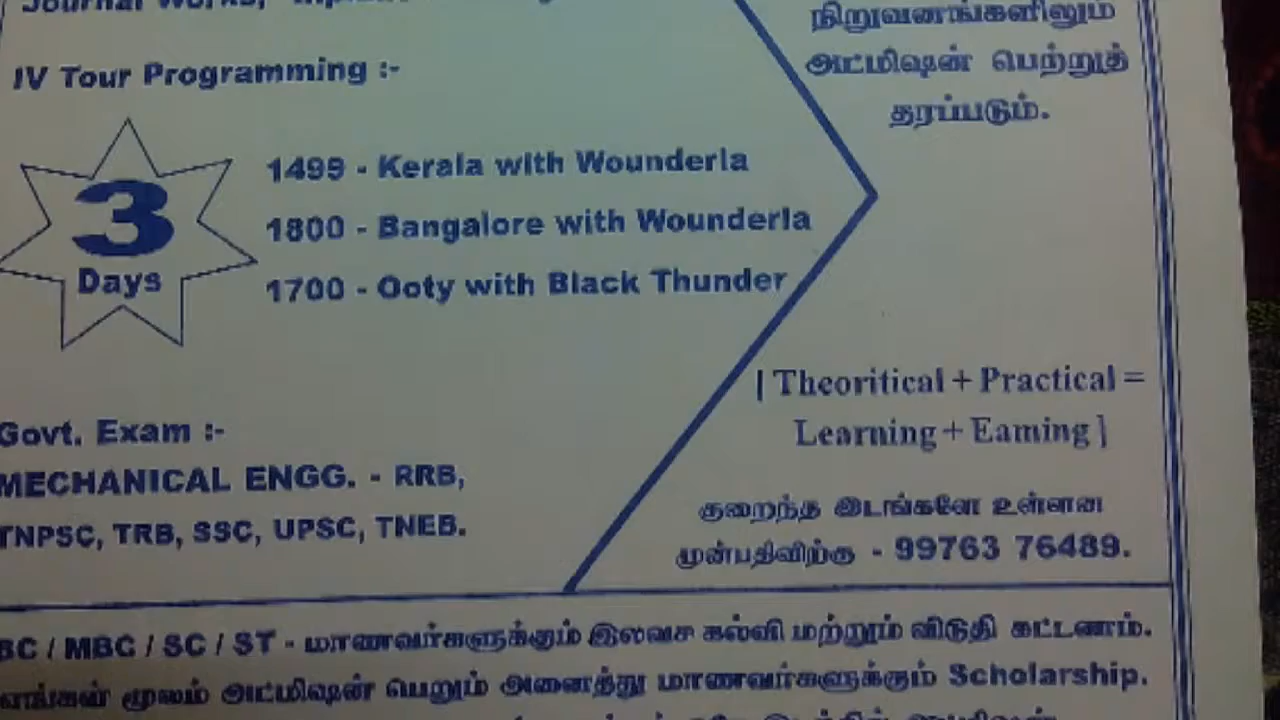 IV Tour Programming :-
3
Days
1499 - Kerala with Wounderla
1800 - Bangalore with Wounderla
1700 - Ooty with Black Thunder
Govt. Exam :-
MECHANICAL ENGG. - RRB,
TNPSC, TRB, SSC, UPSC, TNEB.
நிறுவனங்களிலும்
அட்மிஷன் பெற்றுத்
தரப்படும்.
[ Theoritical + Practical =
Learning + Eaming ]
குறைந்த இடங்களே உள்ளன
முன்பதிவிற்கு - 99763 76489.
BC / MBC / SC / ST - மாணவர்களுக்கும் இலவச கல்வி மற்றும் விடுதி கட்டணம்.
எங்கள் மூலம் அட்மிஷன் பெறும் அனைத்து மாணவர்களுக்கும் Scholarship.